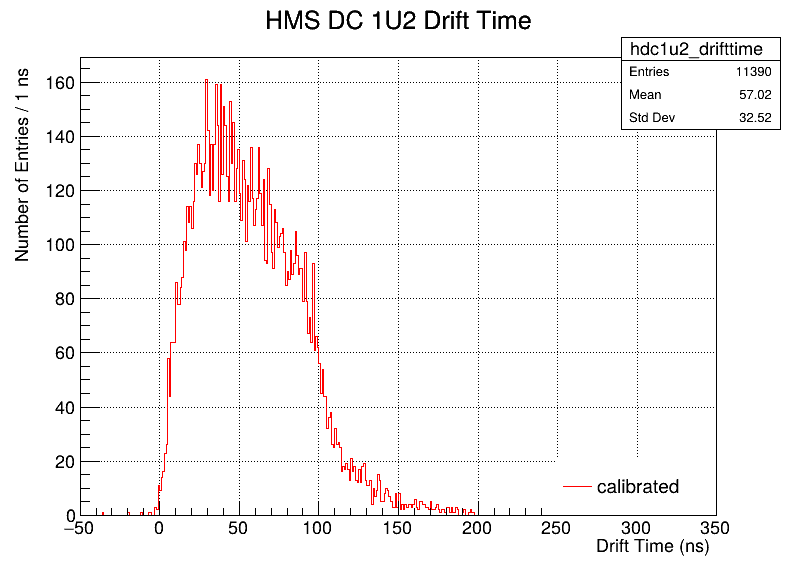 HMS DC 1U2 Drift Time
hdc1u2_drifttime
Entries 11390
Mean 57.02
Std Dev 32.52
Number of Entries / 1 ns
160
140
120
100
80
60
40
20
0
−50 0 50 100 150 200 250 300 350
Drift Time (ns)
calibrated